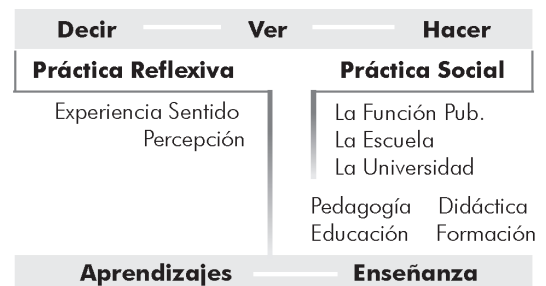 Decir Ver Hacer
Práctica Reflexiva
Experiencia Sentido
Percepción
Práctica Social
La Función Pub.
La Escuela
La Universidad
Pedagogía Didáctica
Educación Formación
Aprendizajes Enseñanza